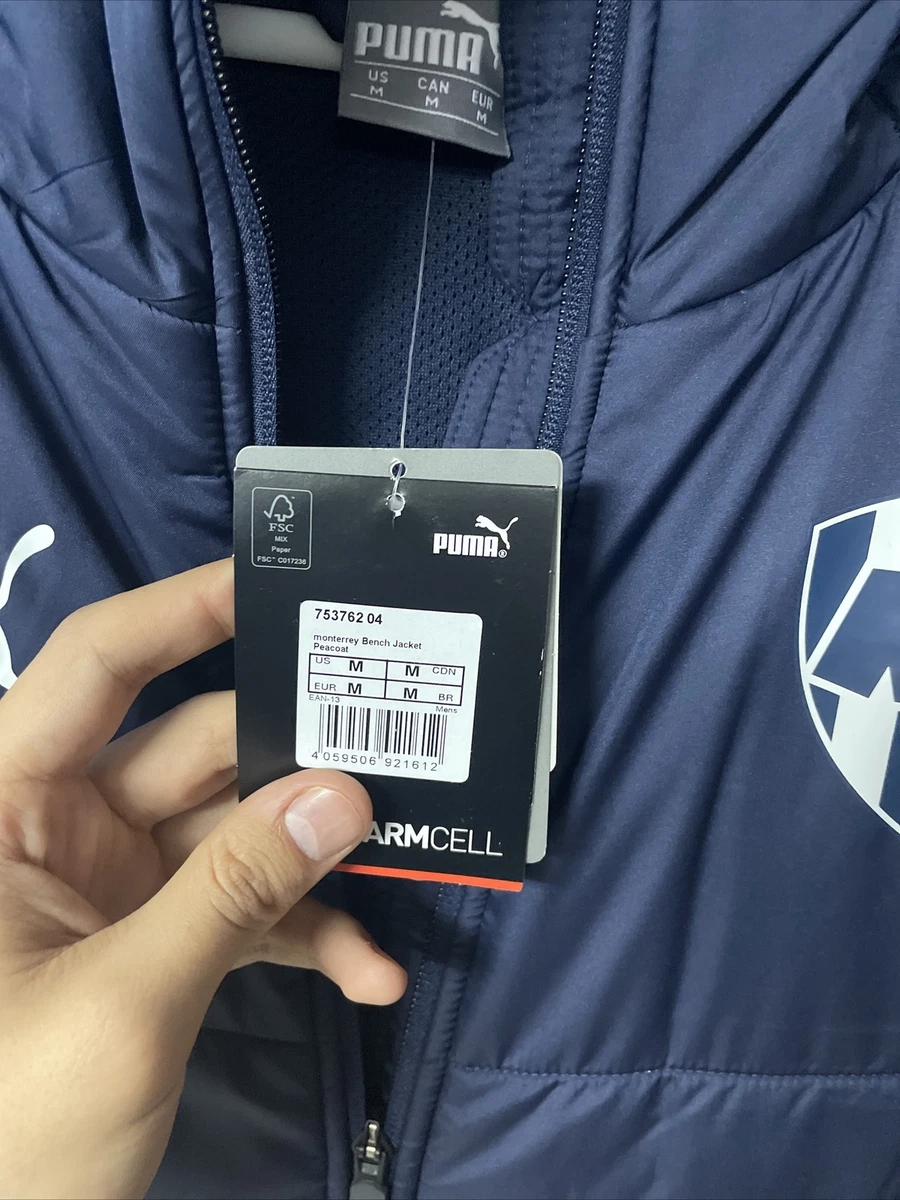 PUMA
US CAN EUR
M M M
FSC
MIX
Paper
FSC™ C017236
PUMA®
753762 04
monterrey Bench Jacket
Peacoat
US M M CDN
EUR M M BR
EAN-13 Mens
4 059506 921612
ARMCELL